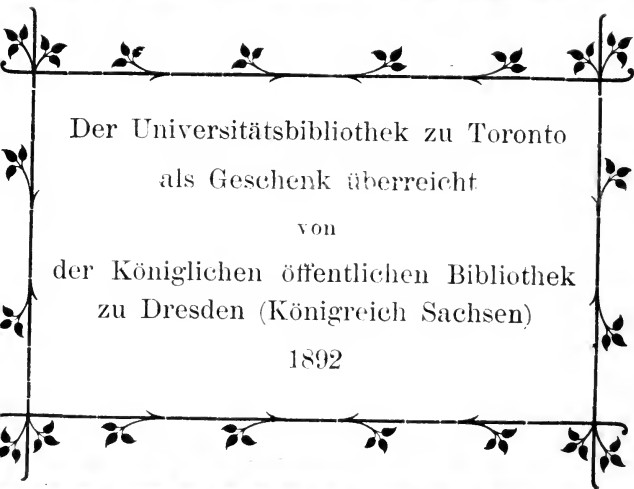 Der Universitätsbibliothek zu Toronto
als Geschenk überreicht
von
der Königlichen öffentlichen Bibliothek
zu Dresden (Königreich Sachsen)
1892